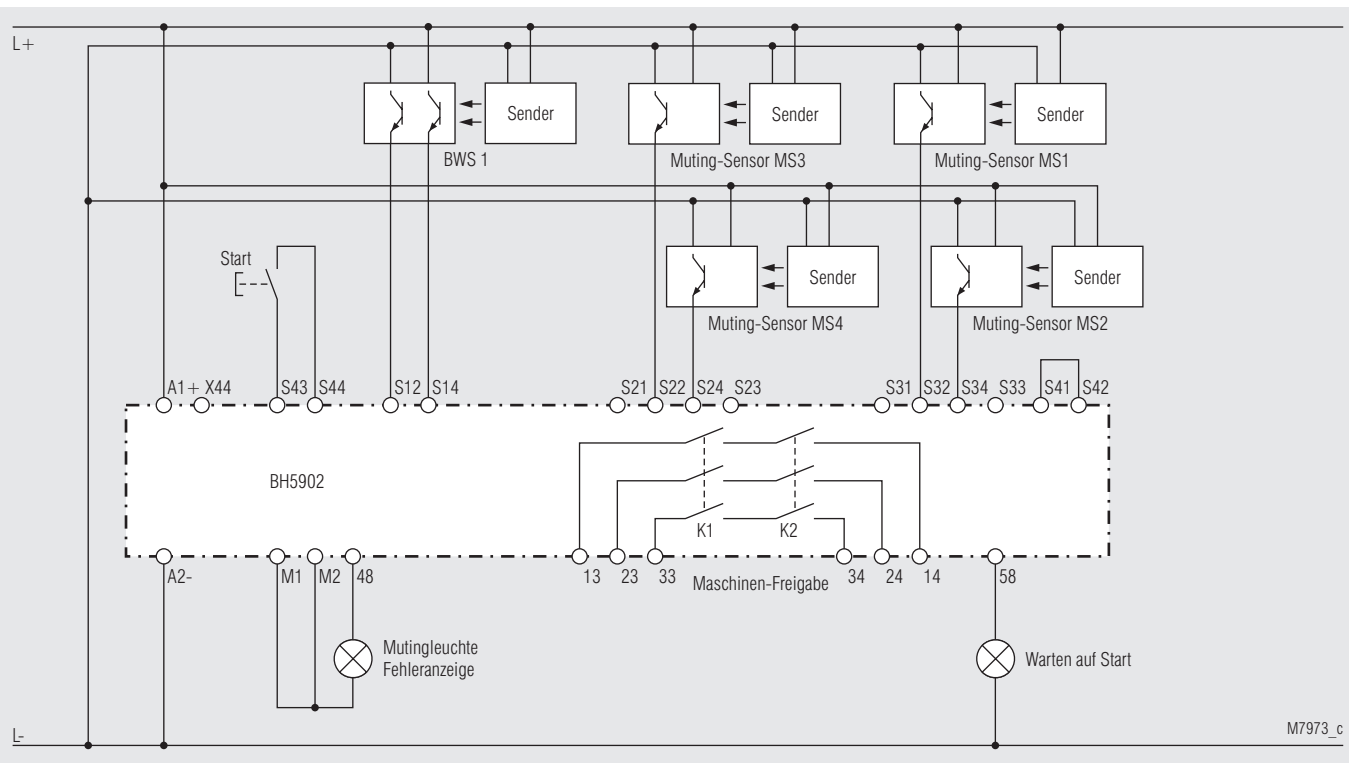 L+
Sender
Sender
Sender
BWS 1
Muting-Sensor MS3
Muting-Sensor MS1
Start
Sender
Sender
Muting-Sensor MS4
Muting-Sensor MS2
A1+ X44 S43 S44 S12 S14 S21 S22 S24 S23 S31 S32 S34 S33 S41 S42
BH5902
K1 K2
A2- M1 M2 48 13 23 33 Maschinen-Freigabe 34 24 14 58
Mutingleuchte
Fehleranzeige
Warten auf Start
L-
M7973_c